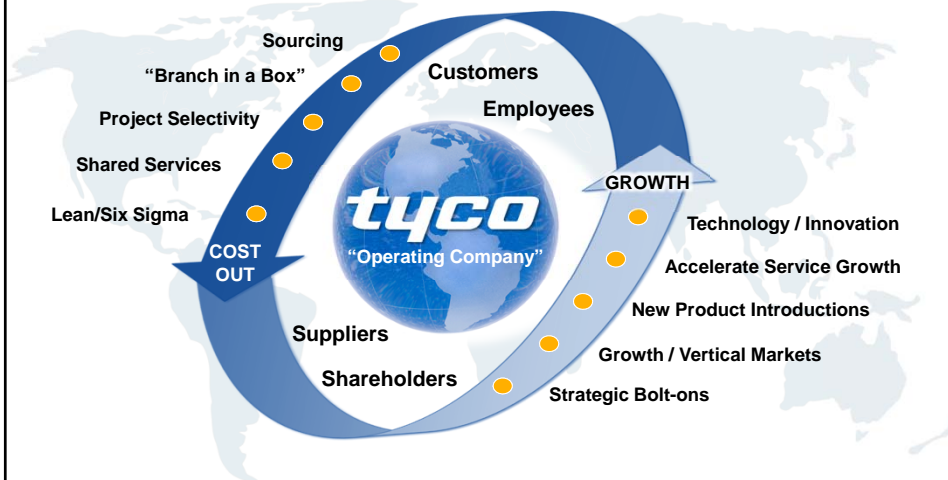 Sourcing
“Branch in a Box”
Project Selectivity
Shared Services
Lean/Six Sigma
COST
OUT
Customers
Employees
tyco
“Operating Company”
Suppliers
Shareholders
GROWTH
Technology / Innovation
Accelerate Service Growth
New Product Introductions
Growth / Vertical Markets
Strategic Bolt-ons